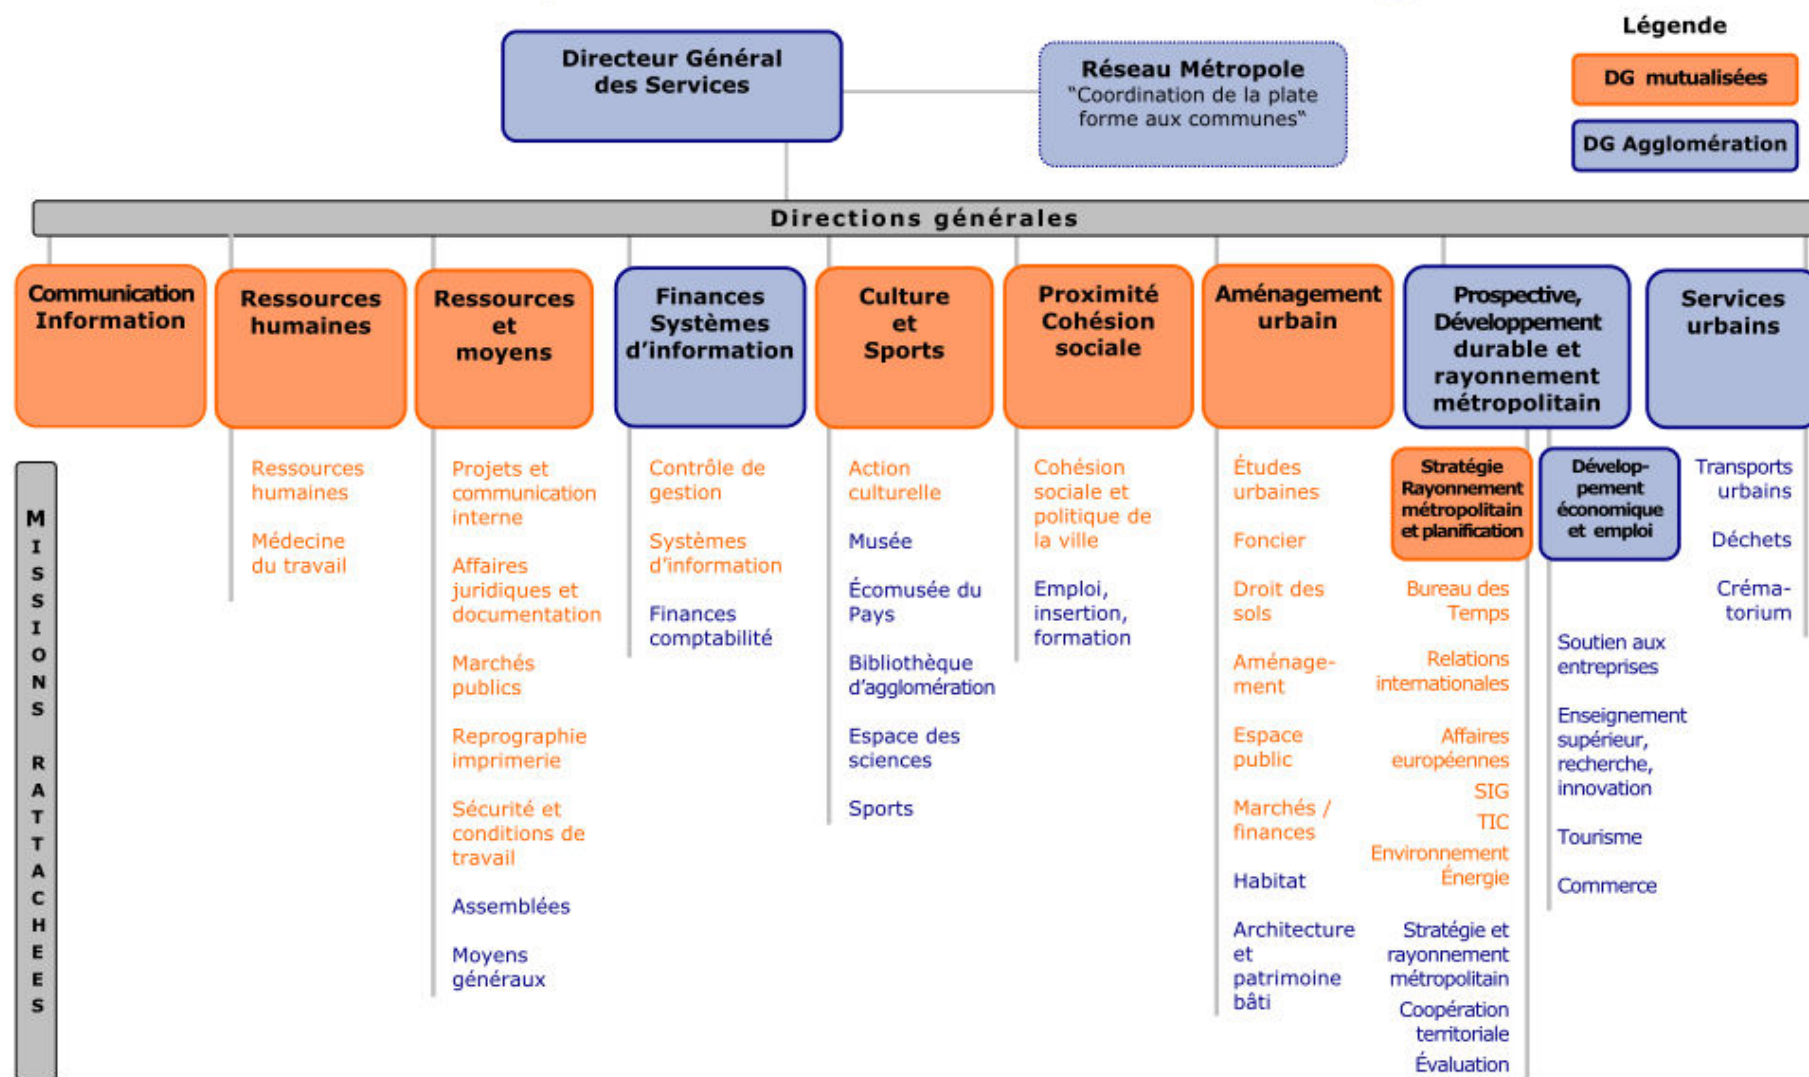 Directeur Général
des Services
Réseau Métropole
"Coordination de la plate
forme aux communes"
Légende
DG mutualisées
DG Agglomération
Directions générales
Communication
Information
Ressources
humaines
Ressources
et
moyens
Finances
Systèmes
d'information
Culture
et
Sports
Proximité
Cohésion
sociale
Aménagement
urbain
Prospective,
Développement
durable et
rayonnement
métropolitain
Services
urbains
MISSIONS RATTACHEES
Ressources
humaines
Médecine
du travail
Projets et
communication
interne
Affaires
juridiques et
documentation
Marchés
publics
Reprographie
imprimerie
Sécurité et
conditions de
travail
Assemblées
Moyens
généraux
Contrôle de
gestion
Systèmes
d'information
Finances
comptabilité
Action
culturelle
Musée
Écomusée du
Pays
Bibliothèque
d'agglomération
Espace des
sciences
Sports
Cohésion
sociale et
politique de
la ville
Emploi,
insertion,
formation
Études
urbaines
Foncier
Droit des
sols
Aménage-
ment
Espace
public
Marchés /
finances
Habitat
Architecture
et
patrimoine
bâti
Stratégie
Rayonnement
métropolitain
et planification
Bureau des
Temps
Relations
internationales
Affaires
européennes
SIG
TIC
Environnement
Énergie
Stratégie et
rayonnement
métropolitain
Coopération
territoriale
Évaluation
Dévelop-
pement
économique
et emploi
Soutien aux
entreprises
Enseignement
supérieur,
recherche,
innovation
Tourisme
Commerce
Transports
urbains
Déchets
Créma-
torium